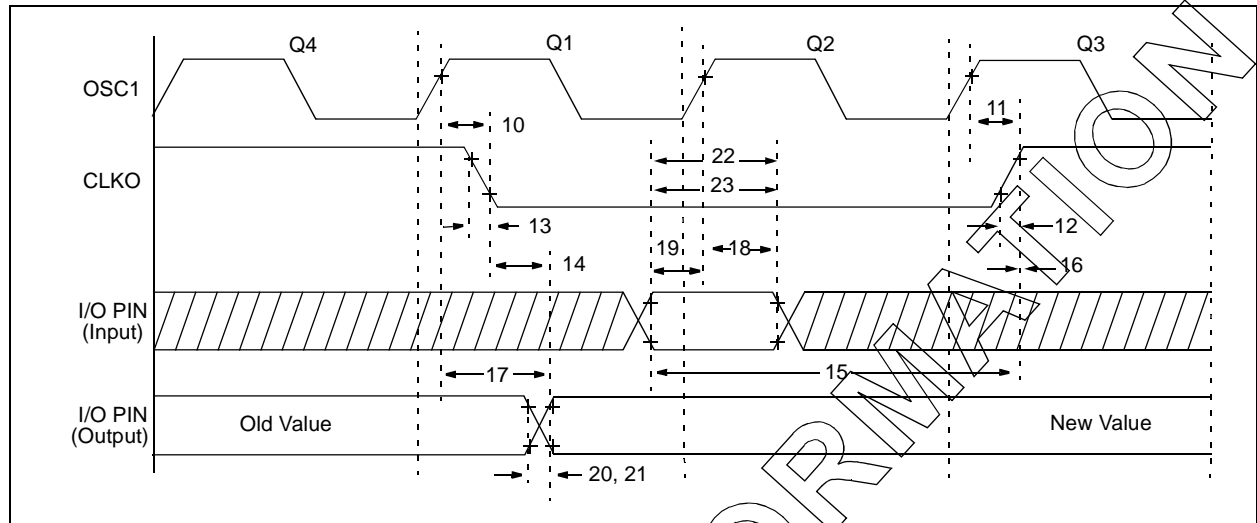 Q4 Q1 Q2 Q3
OSC1
10 11
22
CLKO
23
13 12
19 18
14 16
I/O PIN
(Input)
17 15
I/O PIN
(Output)
Old Value New Value
20, 21
ORMATION